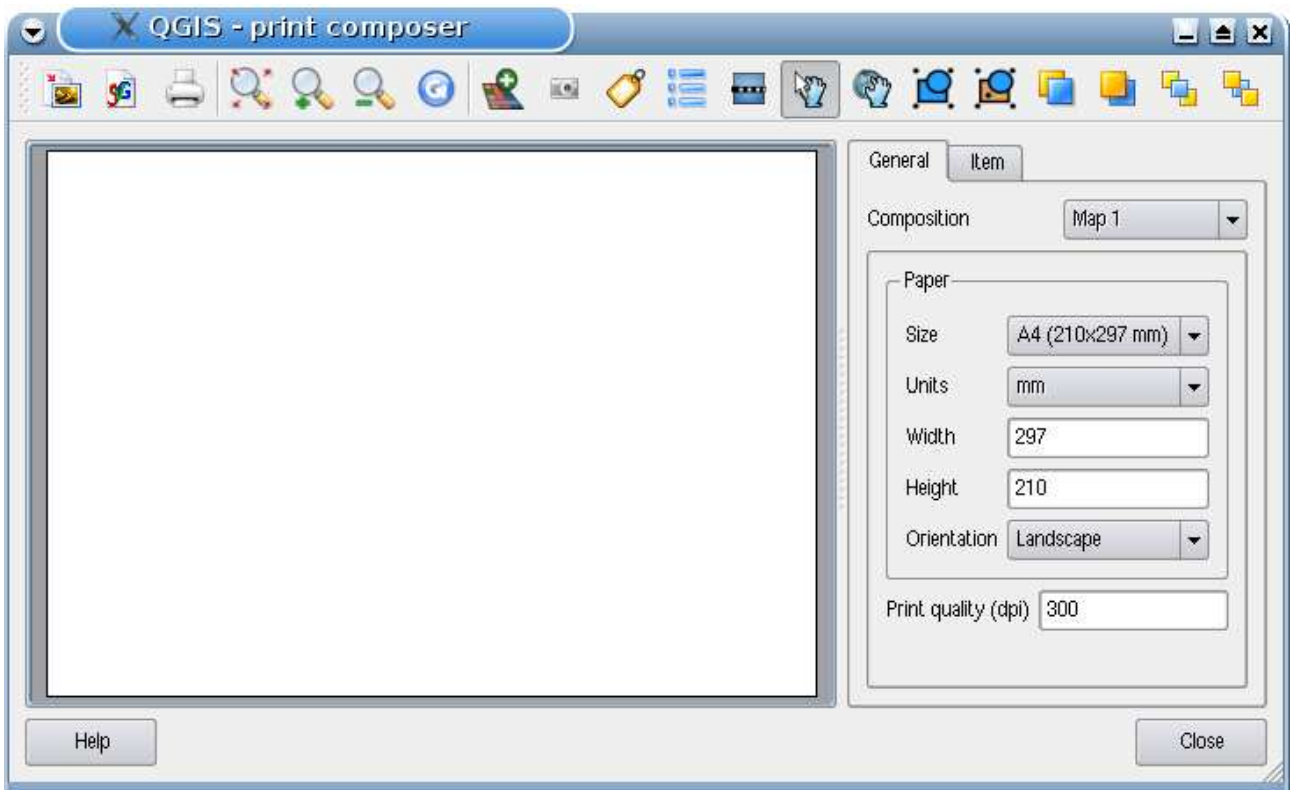 QGIS - print composer
General Item
Composition Map 1
Paper
Size A4 (210x297 mm)
Units mm
Width 297
Height 210
Orientation Landscape
Print quality (dpi) 300
Help Close